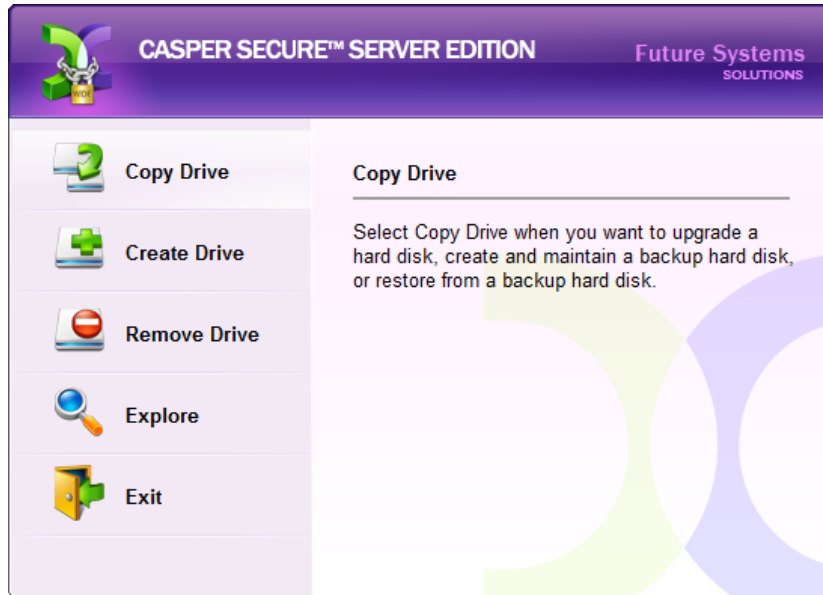 CASPER SECURE™ SERVER EDITION
Future Systems
SOLUTIONS
WDE
Copy Drive
Create Drive
Remove Drive
Explore
Exit
Copy Drive
Select Copy Drive when you want to upgrade a
hard disk, create and maintain a backup hard disk,
or restore from a backup hard disk.